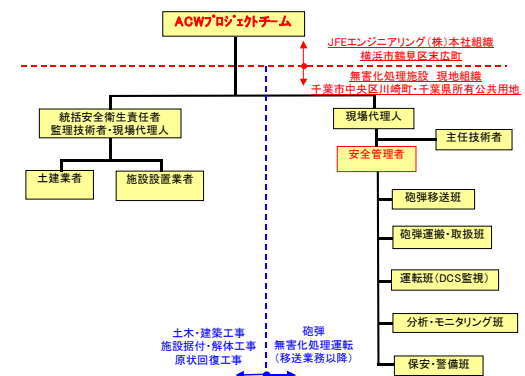 ACWプロジェクトチーム
JFEエンジニアリング(株)本社組織
横浜市鶴見区末広町
無害化処理施設 現地組織
千葉市中央区川崎町・千葉県所有公共用地
統括安全衛生責任者
監理技術者・現場代理人
現場代理人
主任技術者
安全管理者
土建業者
施設設置業者
砲弾移送班
砲弾運搬・取扱班
運転班(DCS監視)
分析・モニタリング班
保安・警備班
土木・建築工事
施設据付・解体工事
原状回復工事
砲弾
無害化処理運転
(移送業務以降)